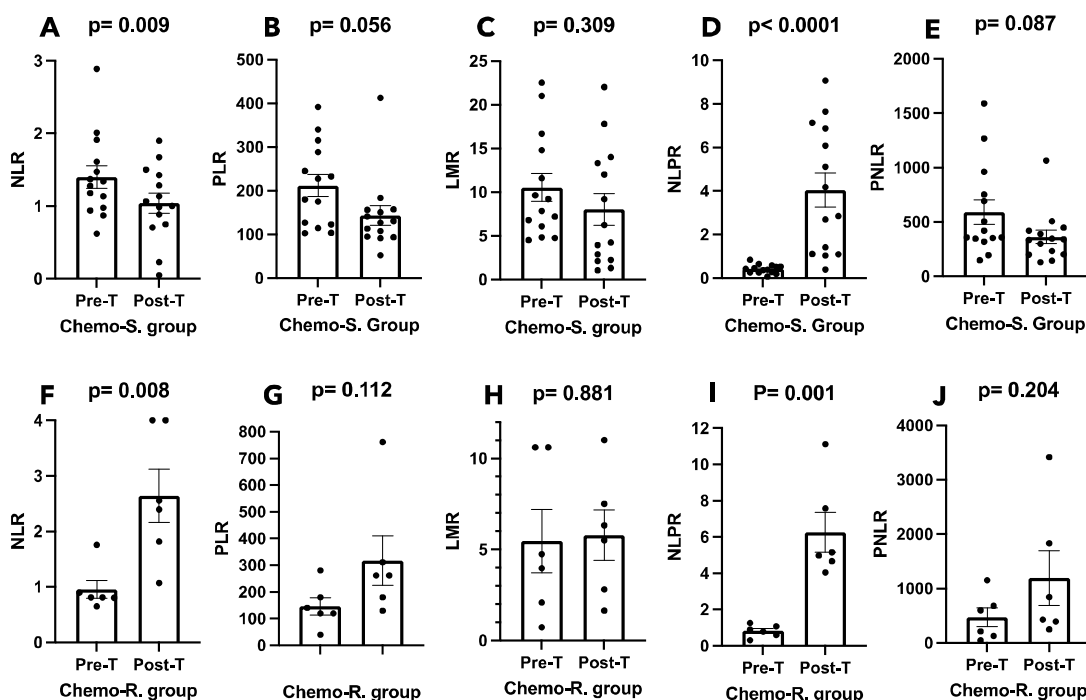 A p= 0.009
NLR
3
2
1
0
Pre-T Post-T
Chemo-S. group
B p= 0.056
PLR
500
400
300
200
100
0
Pre-T Post-T
Chemo-S. Group
C p= 0.309
LMR
25
20
15
10
5
0
Pre-T Post-T
Chemo-S. group
D p< 0.0001
NLPR
10
8
6
4
2
0
Pre-T Post-T
Chemo-S. Group
E p= 0.087
PNLR
2000
1500
1000
500
0
Pre-T Post-T
Chemo-S. Group
F p= 0.008
NLR
4
3
2
1
0
Pre-T Post-T
Chemo-R. group
G p= 0.112
PLR
800
700
600
500
400
300
200
100
0
Chemo-R. group
H p= 0.881
LMR
10
5
0
Pre-T Post-T
Chemo-R. group
I P= 0.001
NLPR
12
10
8
6
4
2
0
Pre-T Post-T
Chemo-R. group
J p= 0.204
PNLR
4000
3000
2000
1000
0
Pre-T Post-T
Chemo-R. group